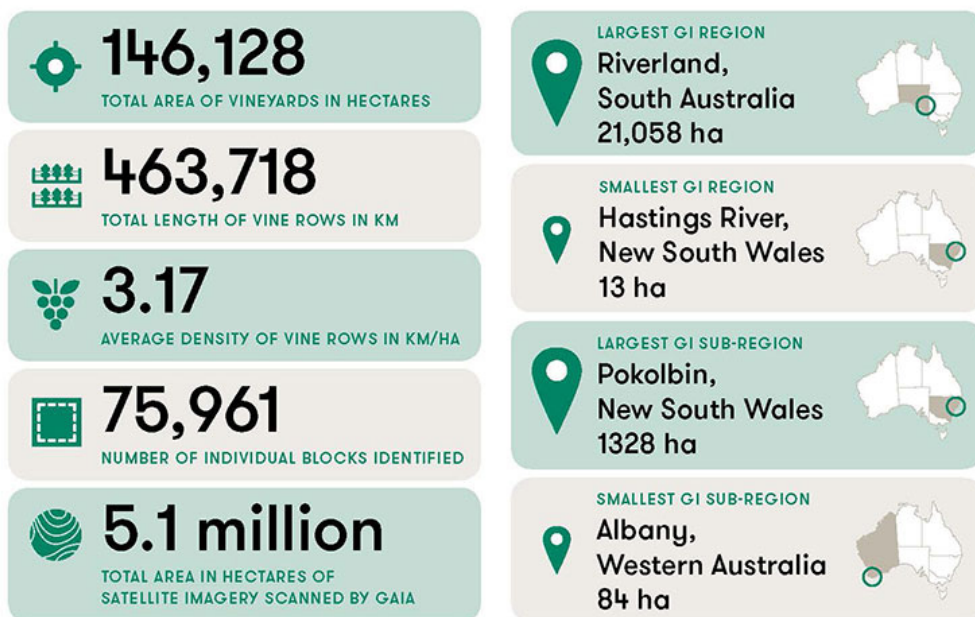 146,128
TOTAL AREA OF VINEYARDS IN HECTARES
463,718
TOTAL LENGTH OF VINE ROWS IN KM
3.17
AVERAGE DENSITY OF VINE ROWS IN KM/HA
75,961
NUMBER OF INDIVIDUAL BLOCKS IDENTIFIED
5.1 million
TOTAL AREA IN HECTARES OF
SATELLITE IMAGERY SCANNED BY GAIA
LARGEST GI REGION
Riverland,
South Australia
21,058 ha
SMALLEST GI REGION
Hastings River,
New South Wales
13 ha
LARGEST GI SUB-REGION
Pokolbin,
New South Wales
1328 ha
SMALLEST GI SUB-REGION
Albany,
Western Australia
84 ha